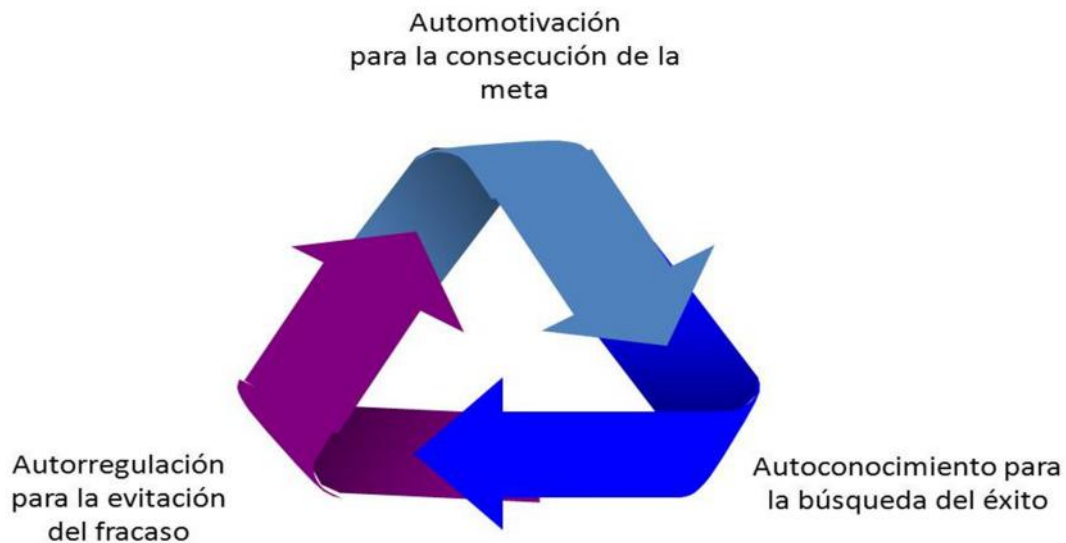 Automotivación
para la consecución de la
meta
Autorregulación
para la evitación
del fracaso
Autoconocimiento para
la búsqueda del éxito